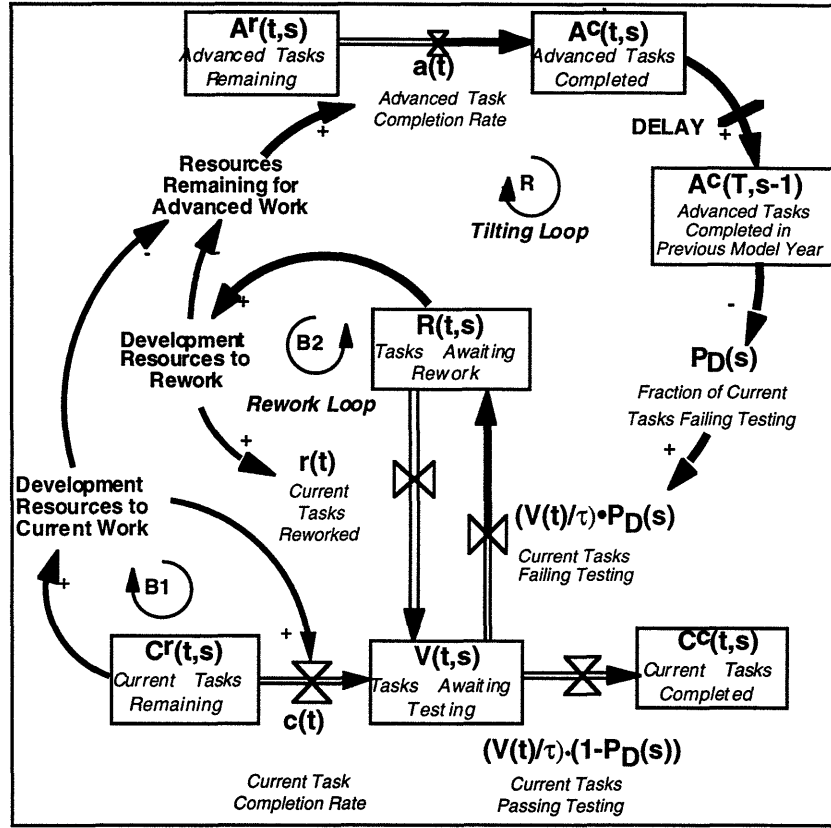 Aʳ(t,s)
Advanced Tasks
Remaining
a(t)
Advanced Task
Completion Rate
Aᶜ(t,s)
Advanced Tasks
Completed
DELAY
+
+
Resources
Remaining for
Advanced Work
R
Tilting Loop
Aᶜ(T,s-1)
Advanced Tasks
Completed in
Previous Model Year
-
-
-
+
Development
Resources to
Rework
B2
Rework Loop
R(t,s)
Tasks Awaiting
Rework
P_D(s)
Fraction of Current
Tasks Failing Testing
+
+
r(t)
Current
Tasks
Reworked
Development
Resources to
Current Work
(V(t)/τ)•P_D(s)
Current Tasks
Failing Testing
+
B1
+
Cʳ(t,s)
Current Tasks
Remaining
c(t)
Current Task
Completion Rate
V(t,s)
Tasks Awaiting
Testing
Cᶜ(t,s)
Current Tasks
Completed
(V(t)/τ)·(1-P_D(s))
Current Tasks
Passing Testing